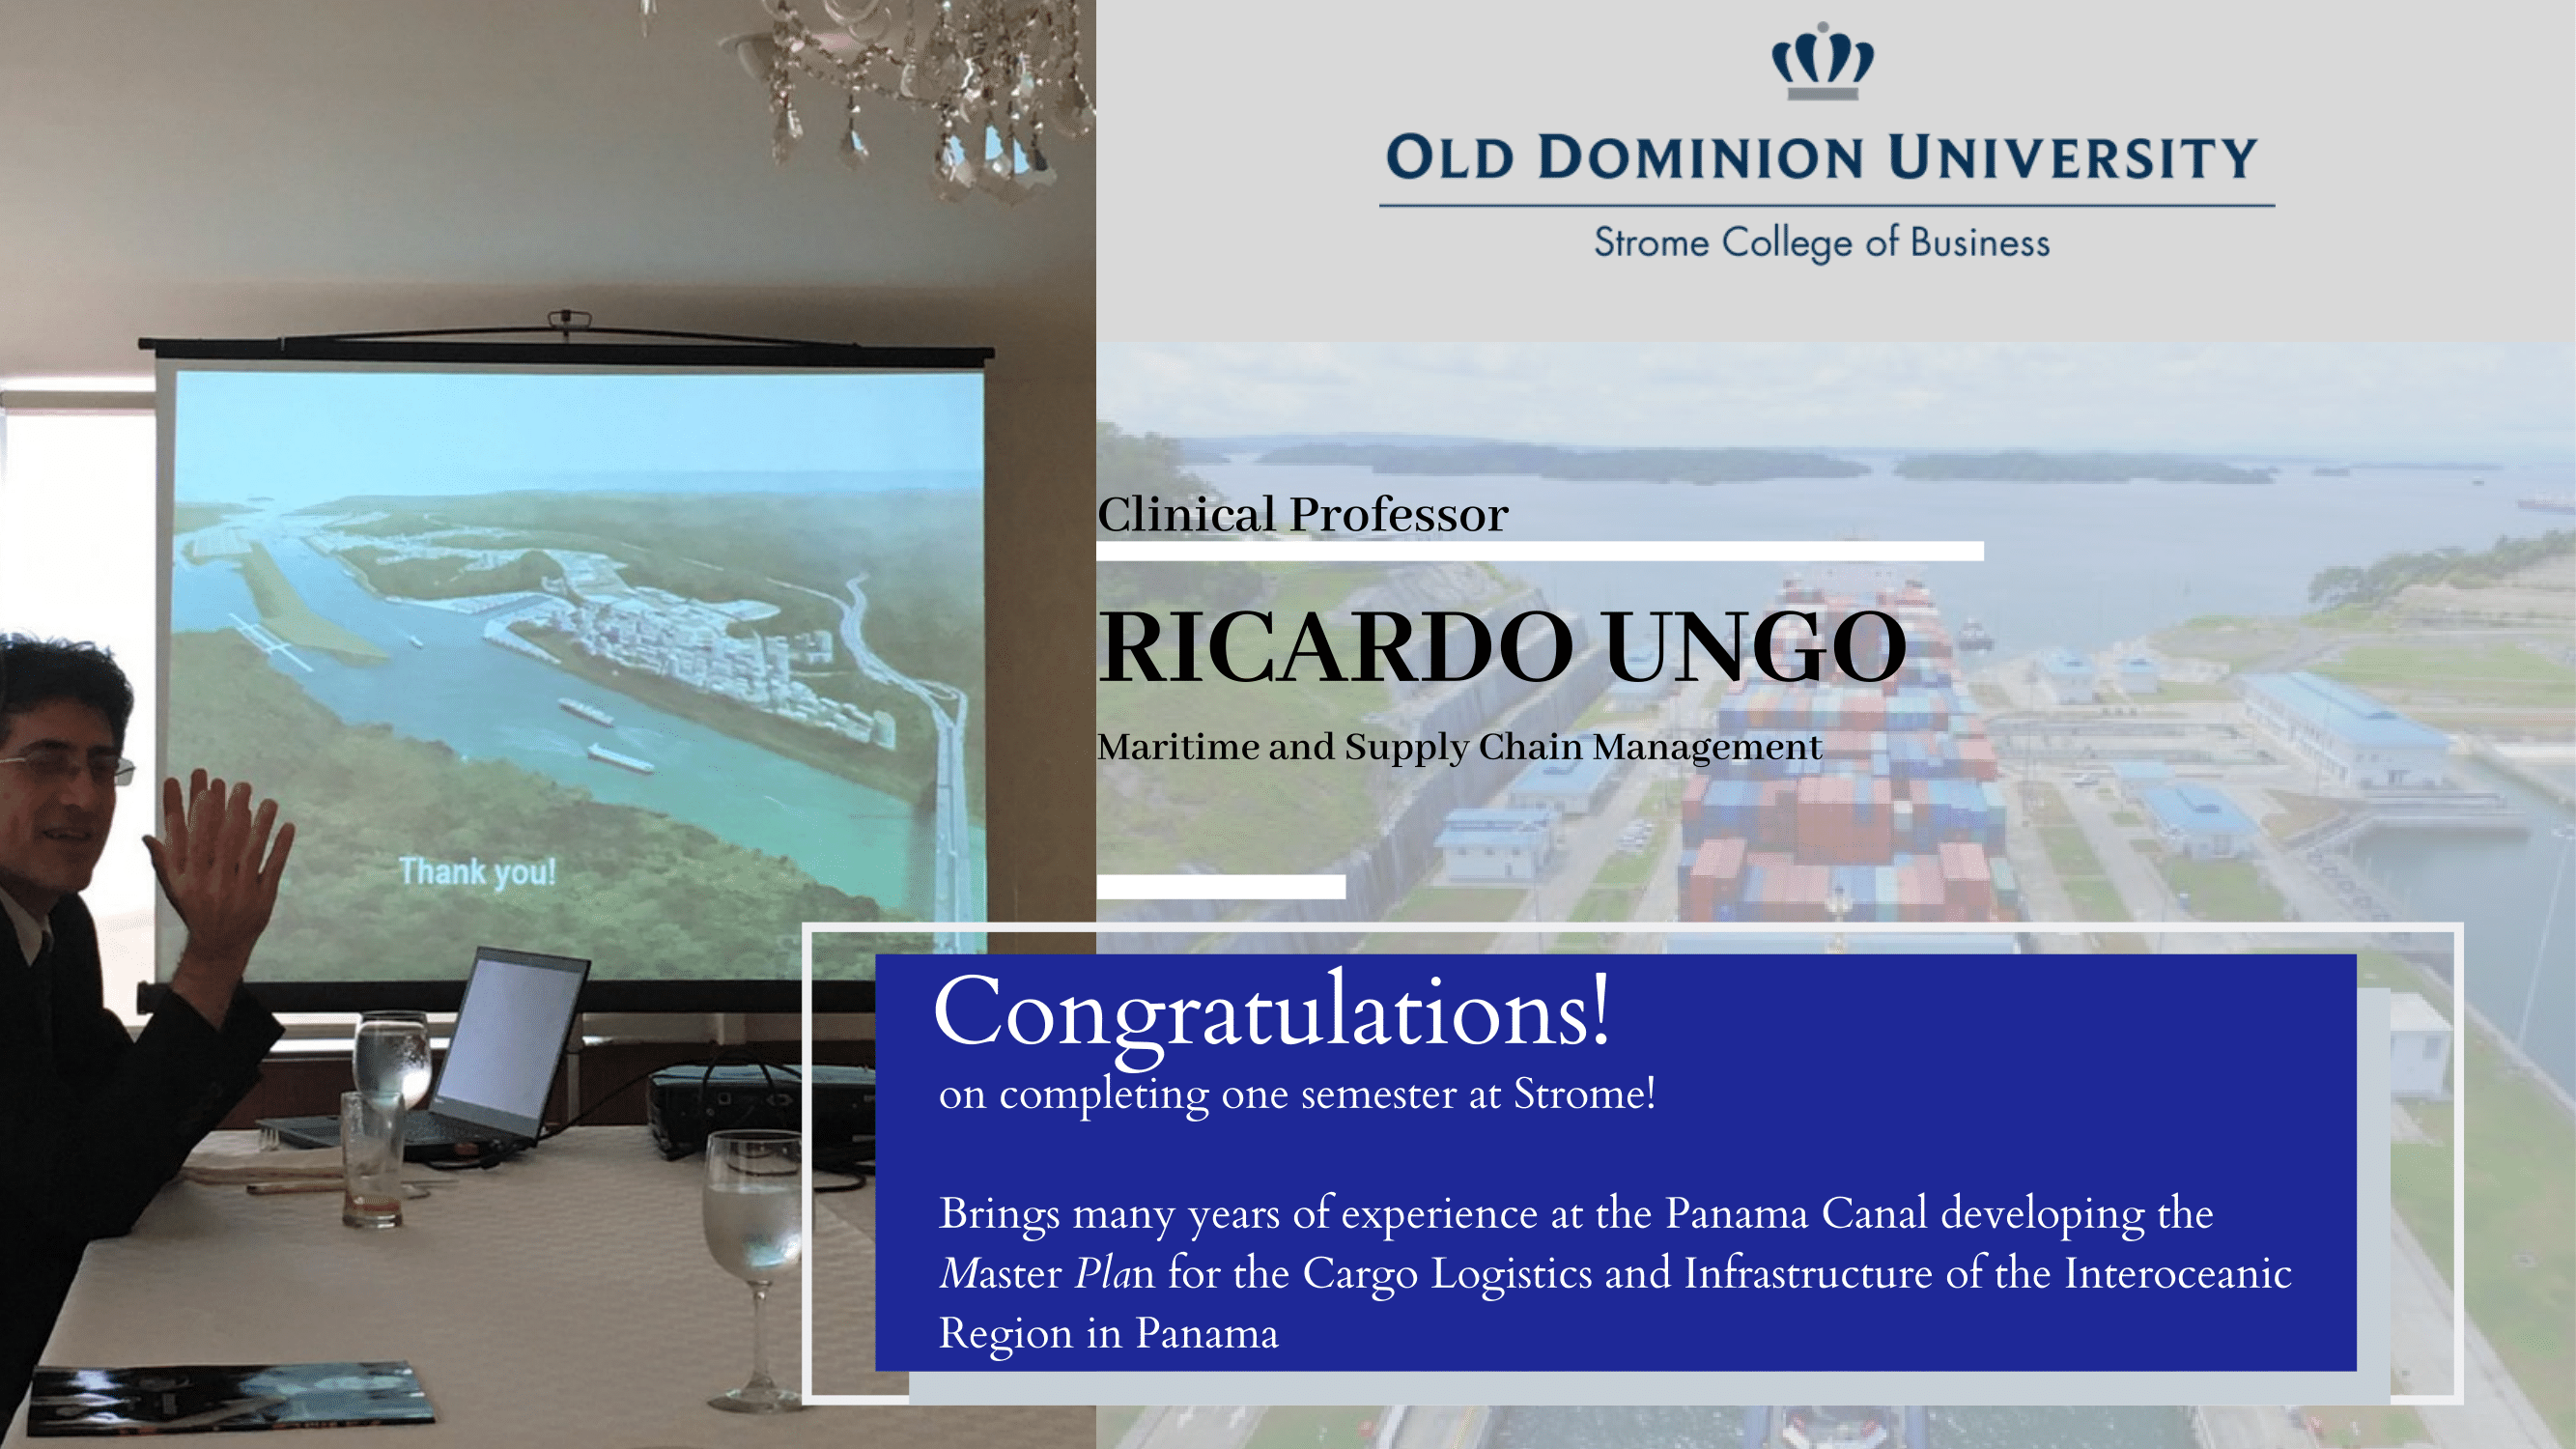 OLD DOMINION UNIVERSITY
Strome College of Business
Clinical Professor
RICARDO UNGO
Maritime and Supply Chain Management
Thank you!
Congratulations!
on completing one semester at Strome!
Brings many years of experience at the Panama Canal developing the
Master Plan for the Cargo Logistics and Infrastructure of the Interoceanic
Region in Panama